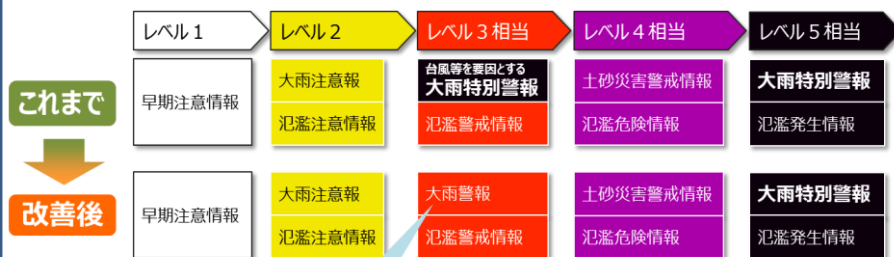 レベル1
レベル2
レベル3相当
レベル4相当
レベル5相当
これまで
早期注意情報
大雨注意報
氾濫注意情報
台風等を要因とする
大雨特別警報
氾濫警戒情報
土砂災害警戒情報
氾濫危険情報
大雨特別警報
氾濫発生情報
改善後
早期注意情報
大雨注意報
氾濫注意情報
大雨警報
氾濫警戒情報
土砂災害警戒情報
氾濫危険情報
大雨特別警報
氾濫発生情報